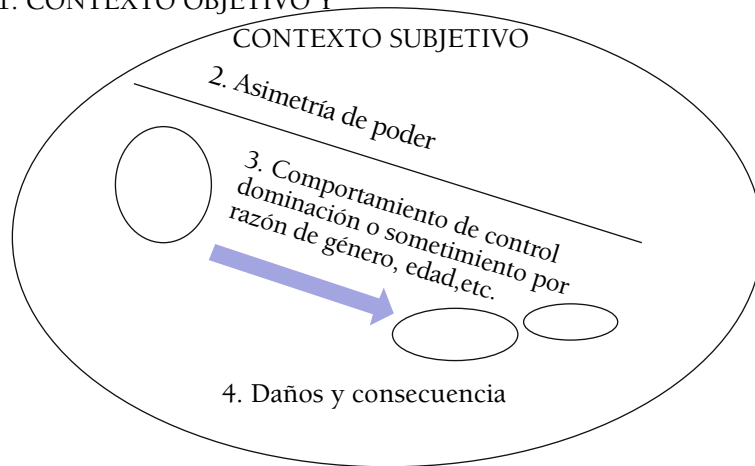 1. CONTEXTO OBJETIVO Y
CONTEXTO SUBJETIVO
2. Asimetría de poder
3. Comportamiento de control
dominación o sometimiento por
razón de género, edad,etc.
4. Daños y consecuencia